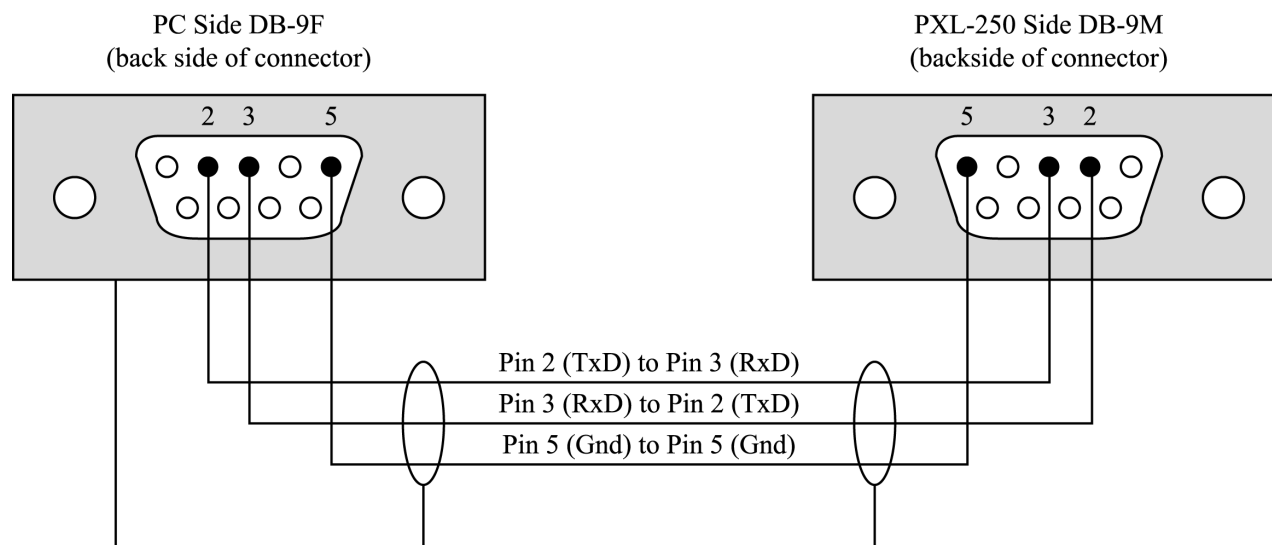 PC Side DB-9F
(back side of connector)
PXL-250 Side DB-9M
(backside of connector)
2 3 5
5 3 2
Pin 2 (TxD) to Pin 3 (RxD)
Pin 3 (RxD) to Pin 2 (TxD)
Pin 5 (Gnd) to Pin 5 (Gnd)